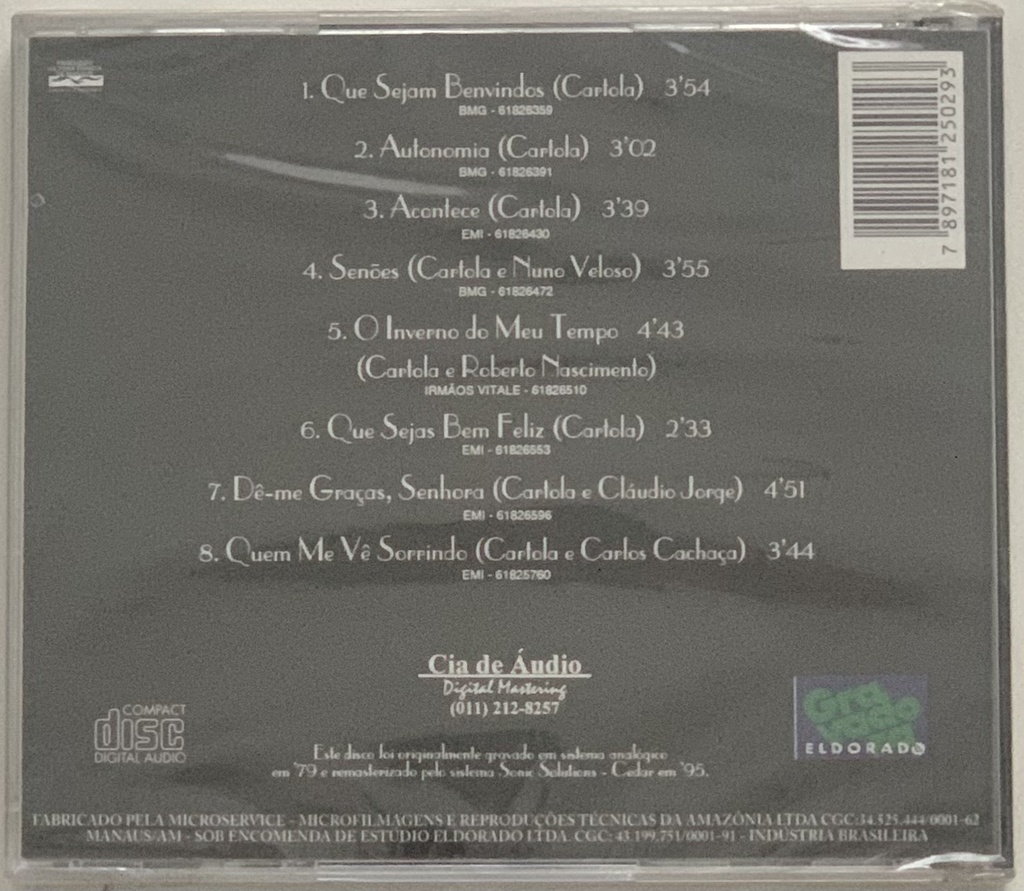 1. Que Sejam Benvindos (Cartola) 3'54
BMG - 61826359
2. Autonomia (Cartola) 3'02
BMG - 61826391
3. Acontece (Cartola) 3'39
EMI - 61826430
4. Senões (Cartola e Nuno Veloso) 3'55
BMG - 61826472
5. O Inverno do Meu Tempo 4'43
(Cartola e Roberto Nascimento)
IRMÃOS VITALE - 61826510
6. Que Sejas Bem Feliz (Cartola) 2'33
EMI - 61826553
7. Dê-me Graças, Senhora (Cartola e Cláudio Jorge) 4'51
EMI - 61826596
8. Quem Me Vê Sorrindo (Cartola e Carlos Cachaça) 3'44
EMI - 61825760
7 897181 250293
Cia de Áudio
Digital Mastering
(011) 212-8257
COMPACT
disc
DIGITAL AUDIO
Gravadora
ELDORADO
Este disco foi originalmente gravado em sistema analógico
em '79 e remasterizado pelo sistema Sonic Solutions - Cedar em '95.
FABRICADO PELA MICROSERVICE - MICROFILMAGENS E REPRODUÇÕES TÉCNICAS DA AMAZÔNIA LTDA CGC:34.525.444/0001-62
MANAUS/AM - SOB ENCOMENDA DE ESTÚDIO ELDORADO LTDA. CGC: 43.199.751/0001-91 - INDÚSTRIA BRASILEIRA